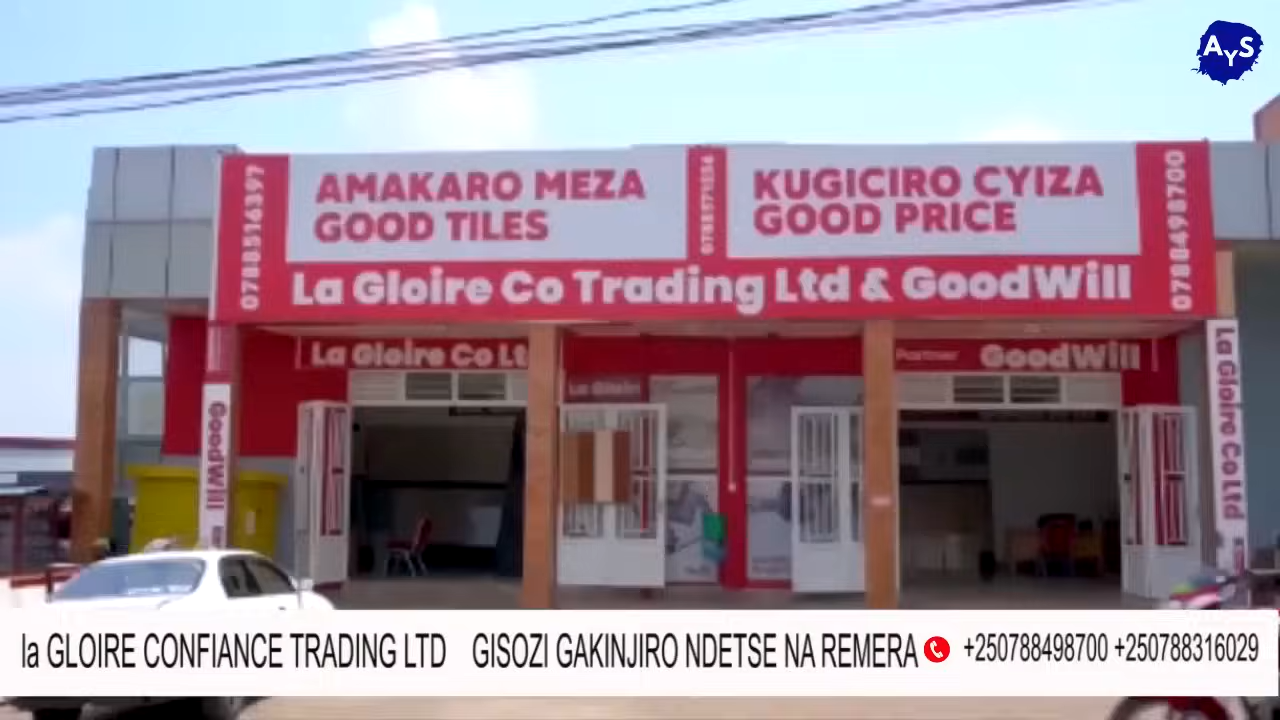 AyS
AMAKARO MEZA
GOOD TILES
KUGICIRO CYIZA
GOOD PRICE
0788516397
0788498700
La Gloire Co Trading Ltd & GoodWill
La Gloire Co Lt
La Gloire
Partner GoodWill
GoodWill
La Gloire Co Ltd
la GLOIRE CONFIANCE TRADING LTD GISOZI GAKINJIRO NDETSE NA REMERA +250788498700 +250788316029